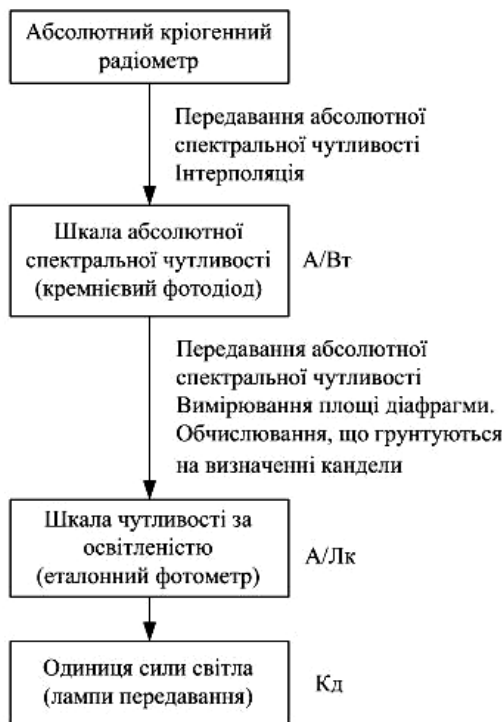 Абсолютний кріогенний
радіометр
Передавання абсолютної
спектральної чутливості
Інтерполяція
Шкала абсолютної
спектральної чутливості
(кремнієвий фотодіод)
А/Вт
Передавання абсолютної
спектральної чутливості
Вимірювання площі діафрагми.
Обчислювання, що грунтуються
на визначенні кандели
Шкала чутливості за
освітленістю
(еталонний фотометр)
А/Лк
Одиниця сили світла
(лампи передавання)
Кд